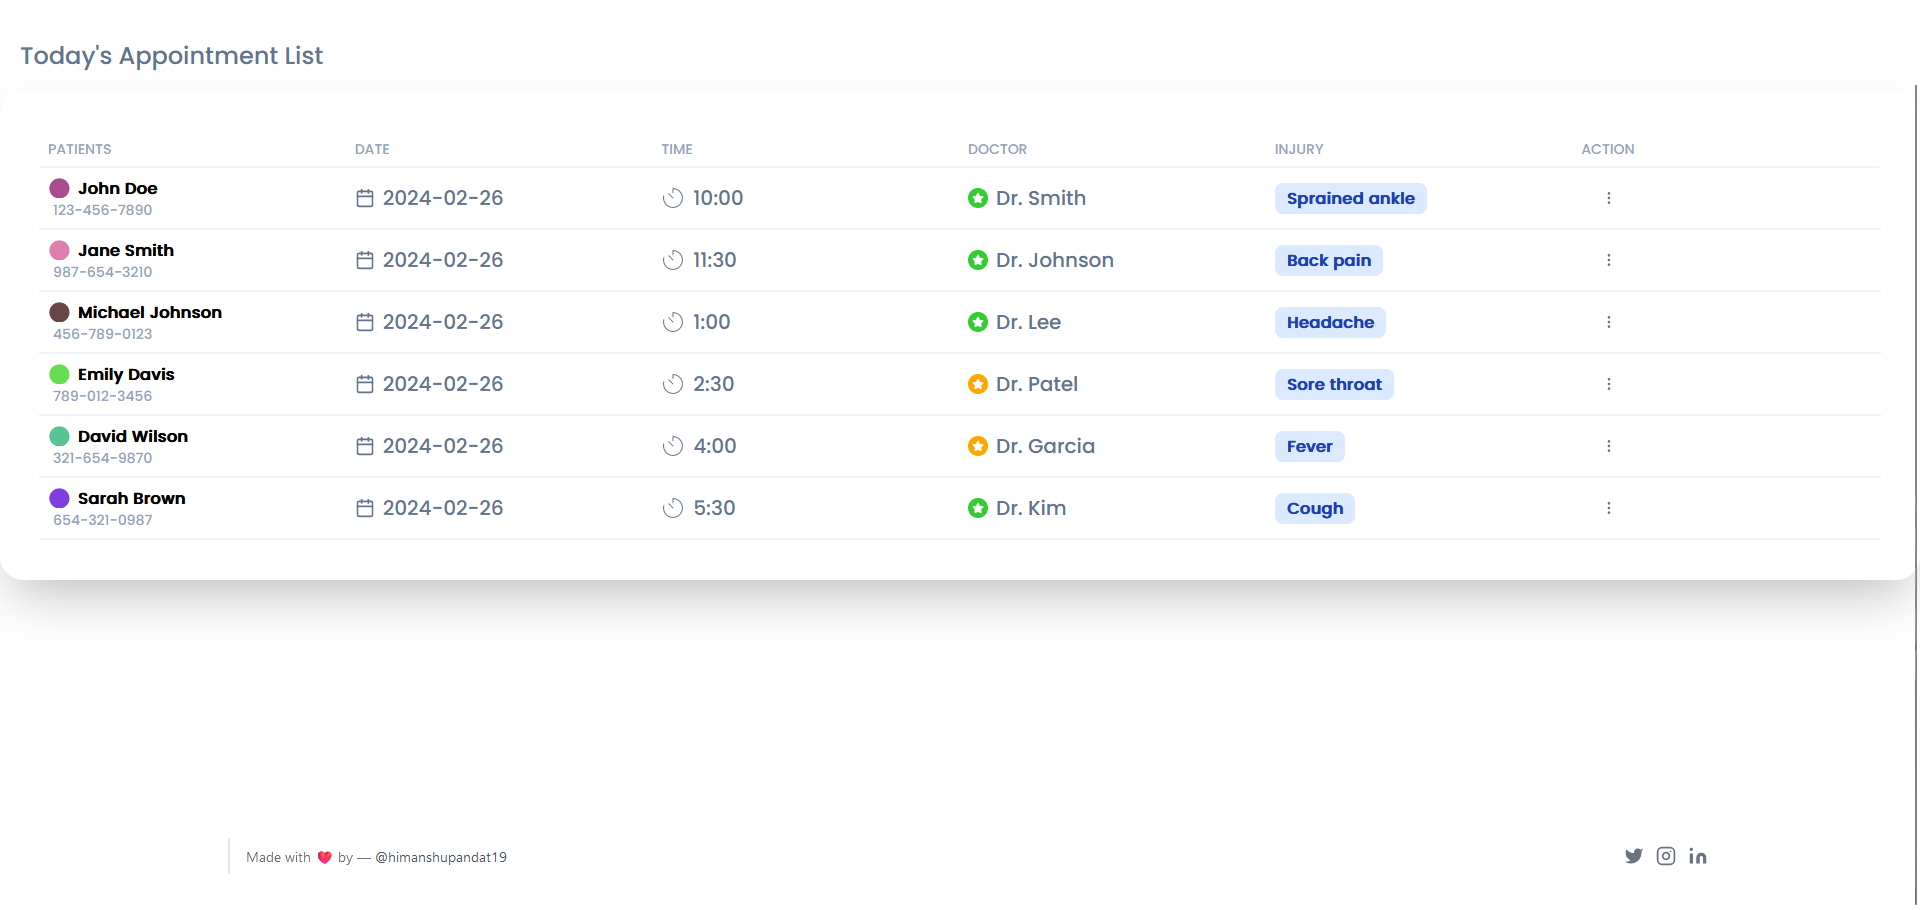 Today's Appointment List
PATIENTS DATE TIME DOCTOR INJURY ACTION
John Doe
123-456-7890
2024-02-26 10:00 Dr. Smith Sprained ankle
Jane Smith
987-654-3210
2024-02-26 11:30 Dr. Johnson Back pain
Michael Johnson
456-789-0123
2024-02-26 1:00 Dr. Lee Headache
Emily Davis
789-012-3456
2024-02-26 2:30 Dr. Patel Sore throat
David Wilson
321-654-9870
2024-02-26 4:00 Dr. Garcia Fever
Sarah Brown
654-321-0987
2024-02-26 5:30 Dr. Kim Cough
Made with ❤️ by — @himanshupandat19